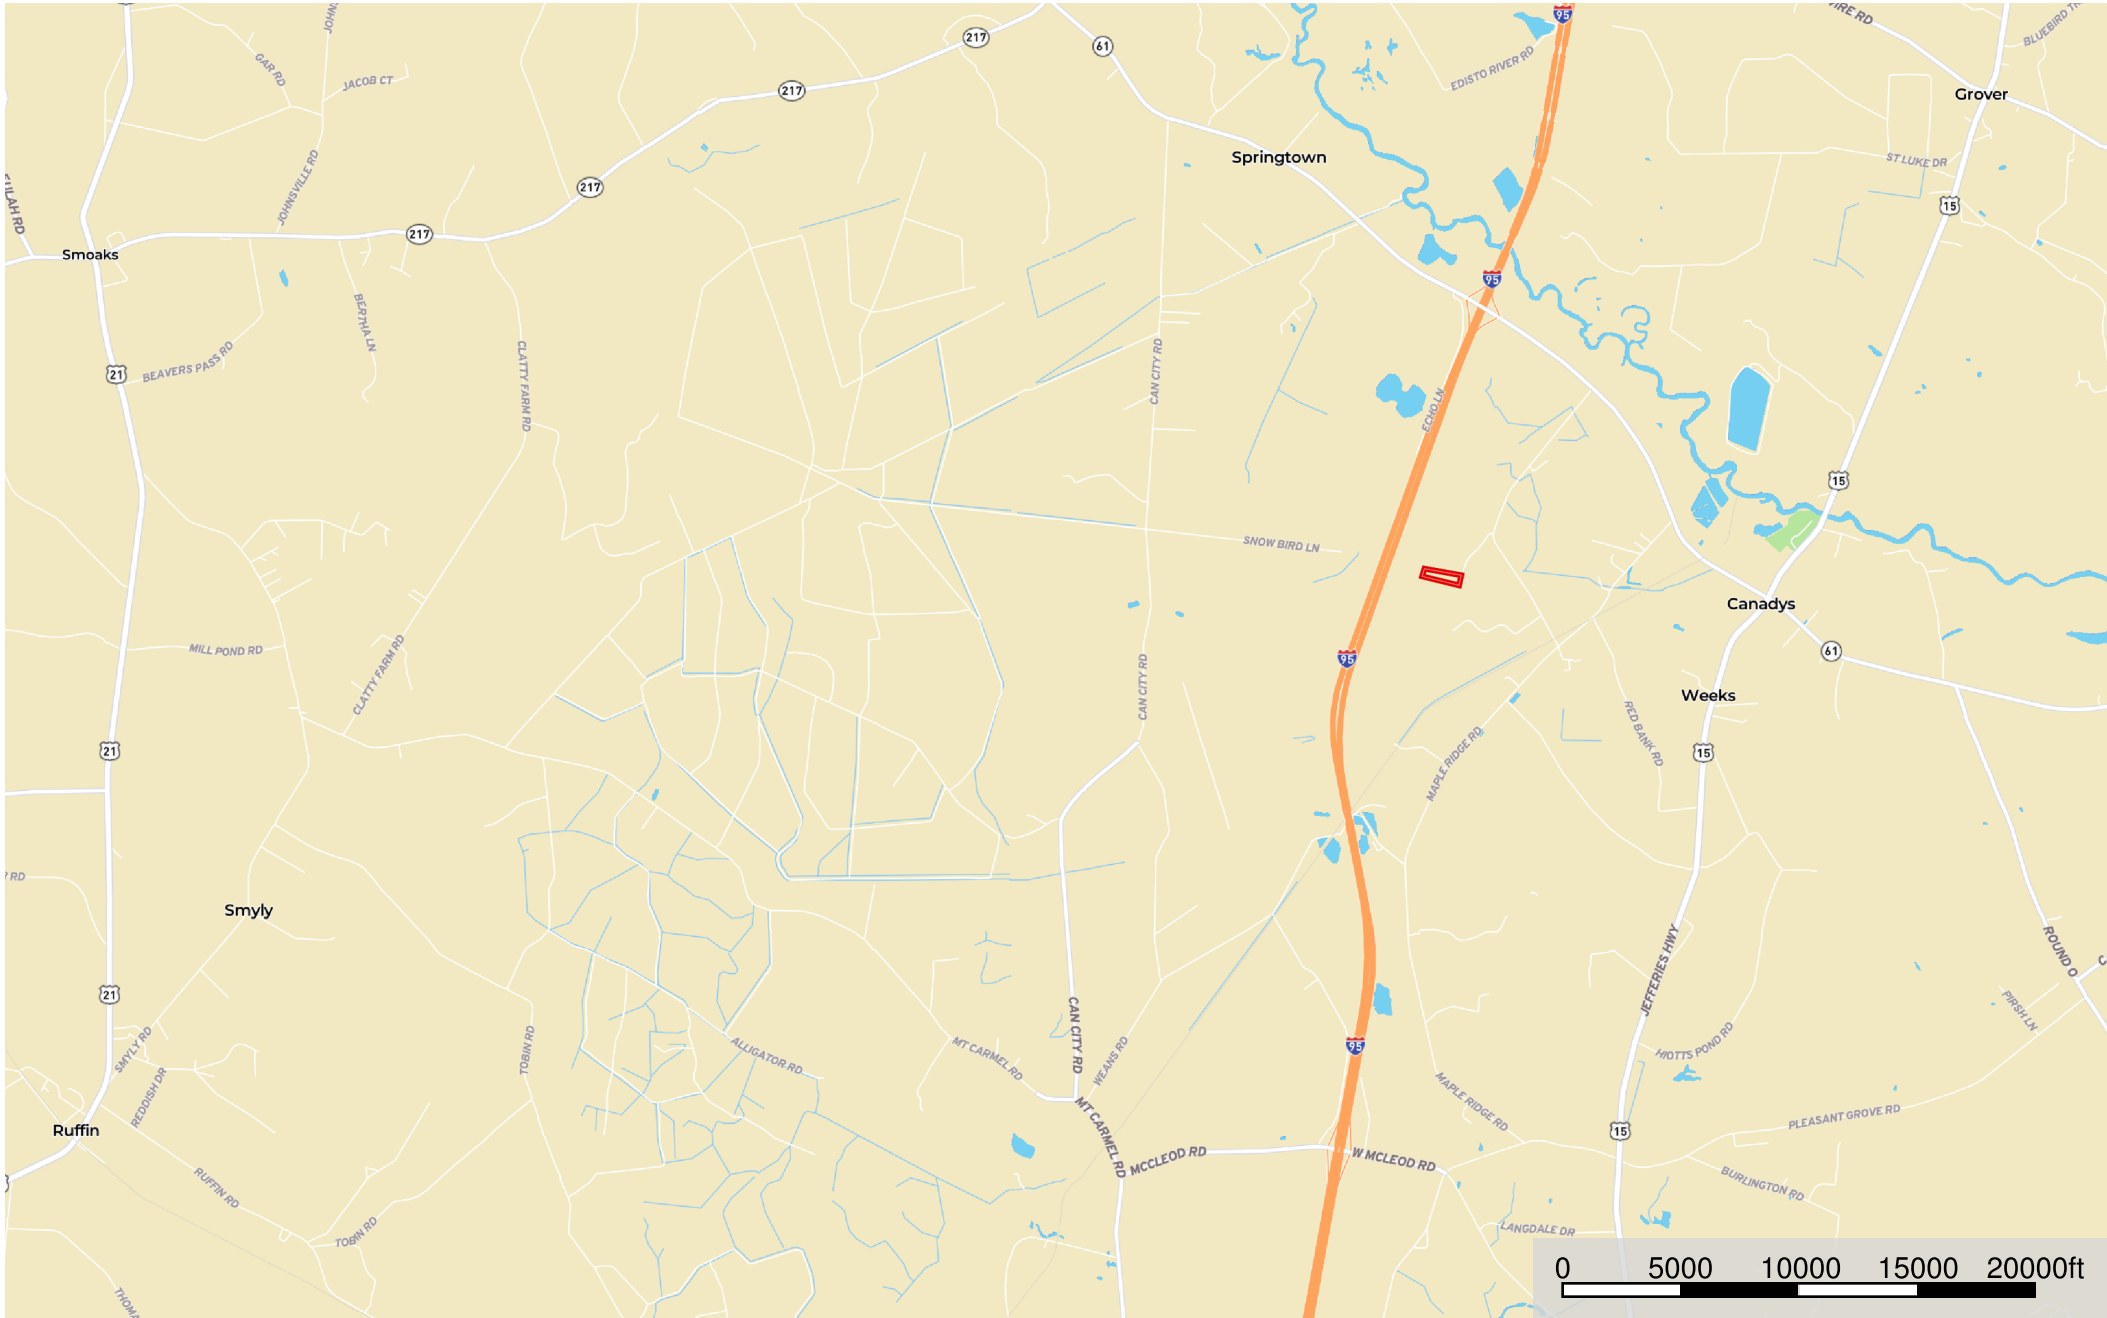 95
WIRE RD
BLUEBIRD TR
217
61
GAR RD
JACOB CT
EDISTO RIVER RD
217
Grover
Springtown
ST LUKE DR
JOHNSVILLE RD
217
15
217
Smoaks
95
BERTHA LN
BEAVERS PASS RD
21
CLATTY FARM RD
CAN CITY RD
ECHO LN
15
SNOW BIRD LN
Canadys
MILL POND RD
CLATTY FARM RD
61
95
CAN CITY RD
Weeks
RED BANK RD
21
15
MAPLE RIDGE RD
RD
Smyly
JEFFERIES HWY
ROUND O
21
PIRSH LN
CAN CITY RD
SMYLY RD
TOBIN RD
ALLIGATOR RD
MT CARMEL RD
WEANS RD
95
HIOTTS POND RD
REDDISH DR
MAPLE RIDGE RD
PLEASANT GROVE RD
Ruffin
MT CARMEL RD
15
MCCLEOD RD
W MCLEOD RD
RUFFIN RD
BURLINGTON RD
TOBIN RD
LANGDALE DR
0 5000 10000 15000 20000ft